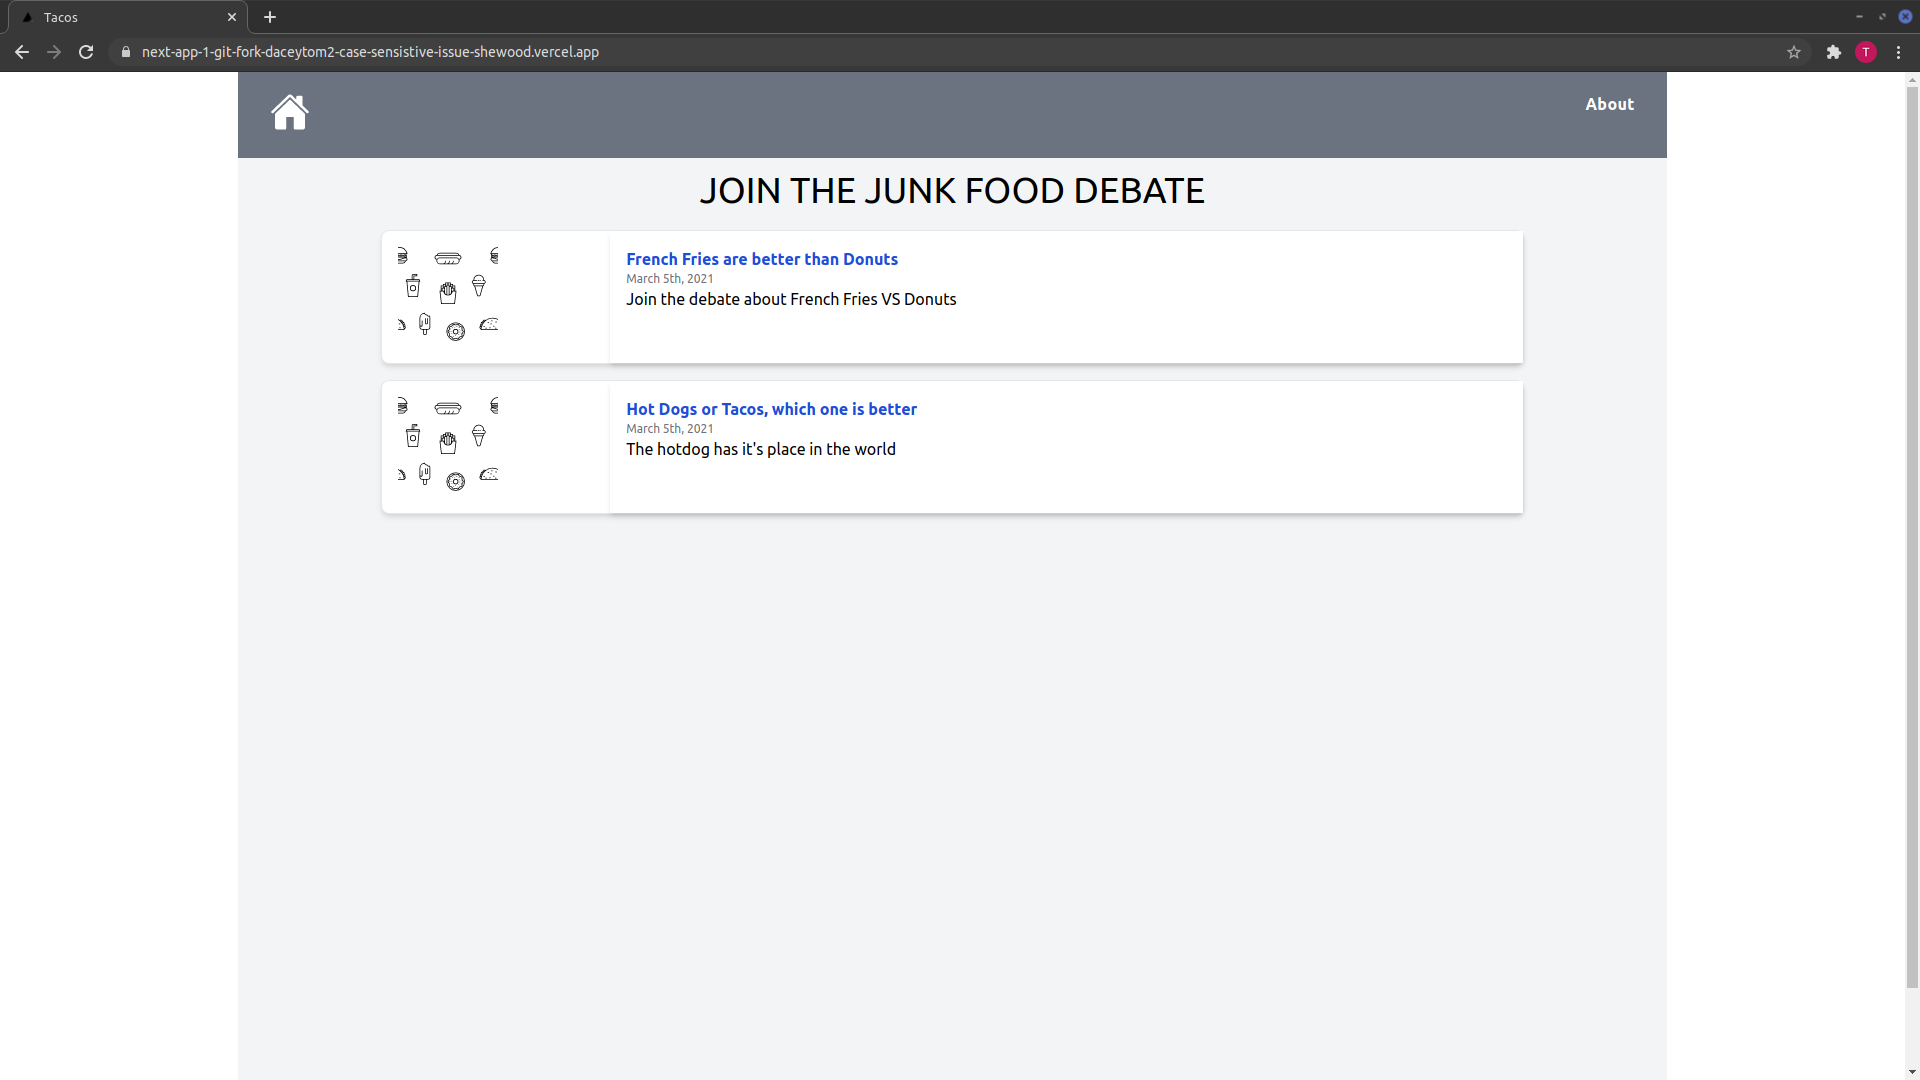 Tacos
next-app-1-git-fork-daceytom2-case-sensistive-issue-shewood.vercel.app
T
About
JOIN THE JUNK FOOD DEBATE
French Fries are better than Donuts
March 5th, 2021
Join the debate about French Fries VS Donuts
Hot Dogs or Tacos, which one is better
March 5th, 2021
The hotdog has it's place in the world